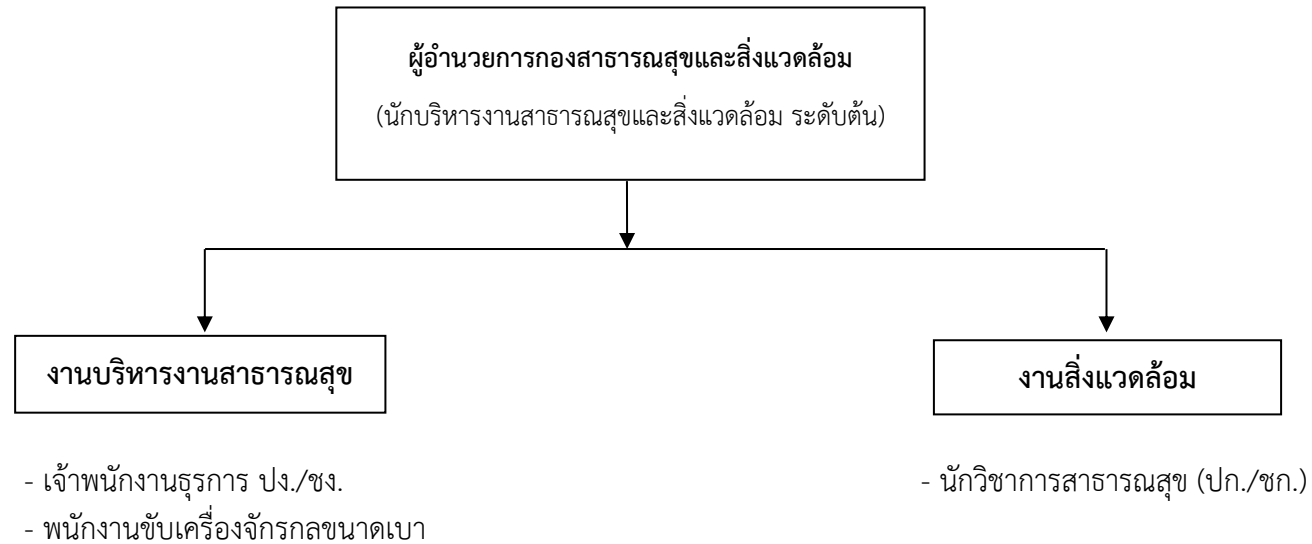 ผู้อำนวยการกองสาธารณสุขและสิ่งแวดล้อม
(นักบริหารงานสาธารณสุขและสิ่งแวดล้อม ระดับต้น)
งานบริหารงานสาธารณสุข
งานสิ่งแวดล้อม
- เจ้าพนักงานธุรการ ปง./ชง.
- พนักงานขับเครื่องจักรกลขนาดเบา
- นักวิชาการสาธารณสุข (ปก./ชก.)